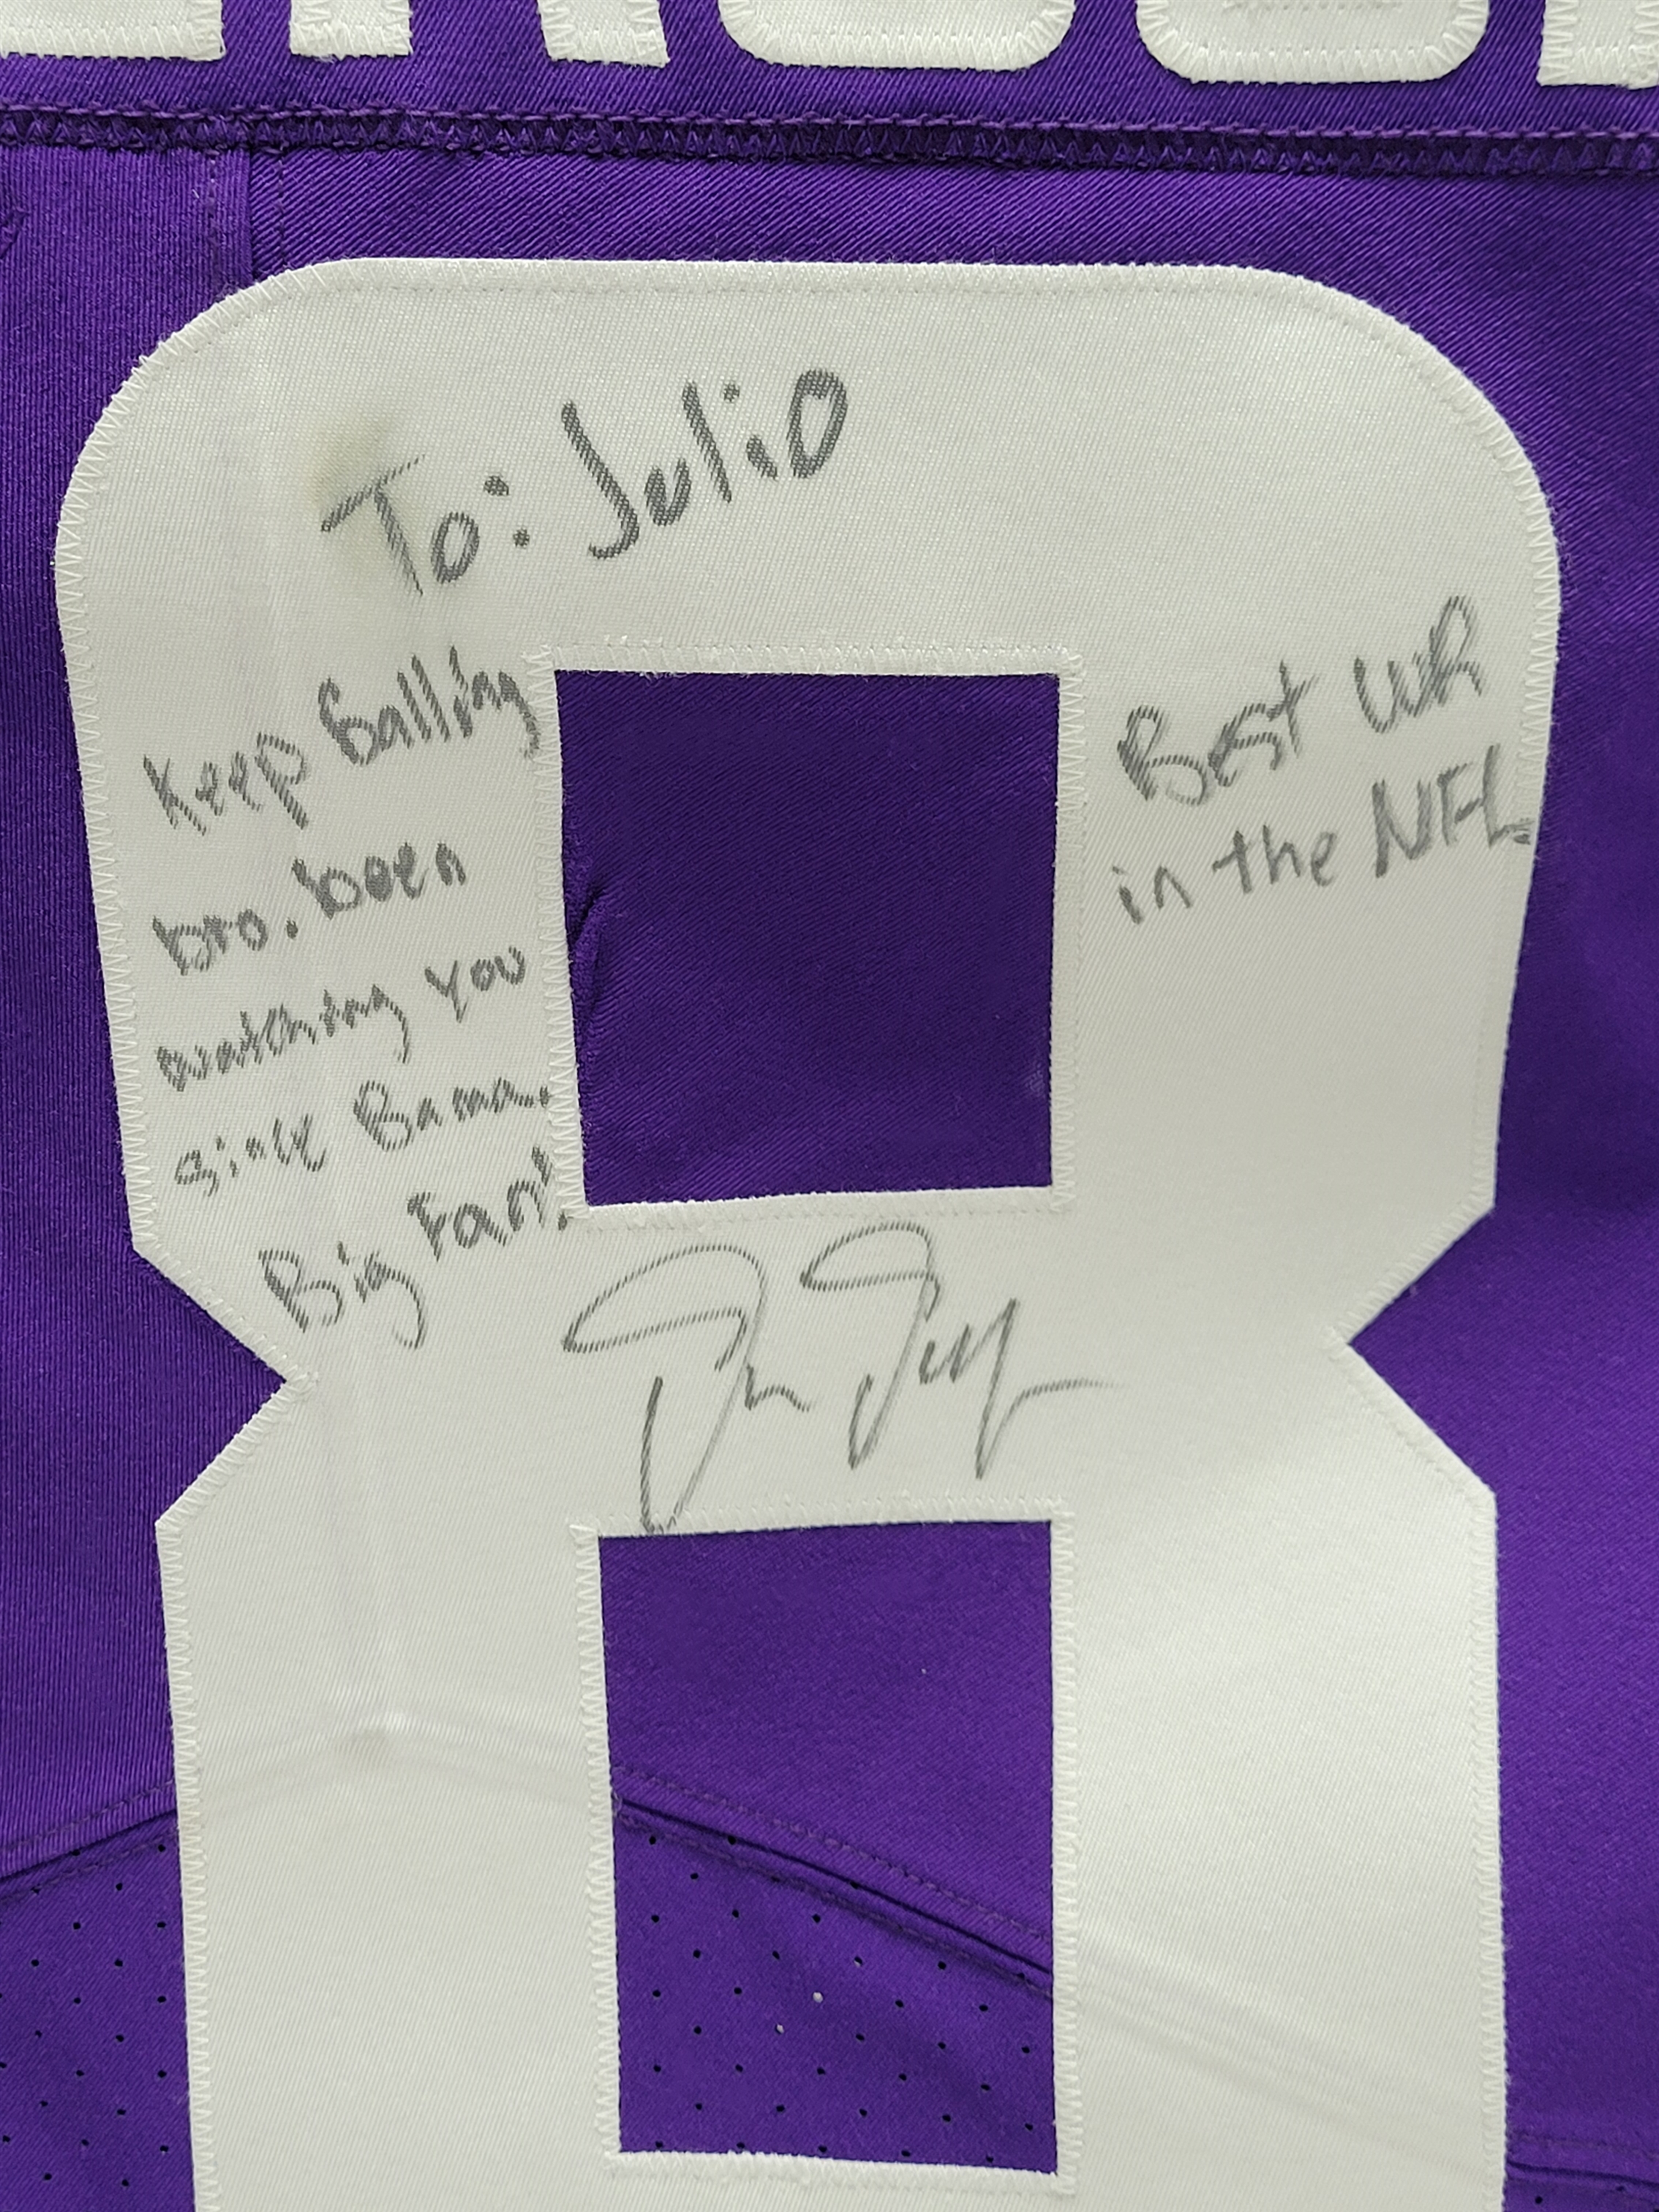 To: Julio
Keep Balling
bro. been
watching you
since Bama.
Big Fan!
Best WR
in the NFL
8